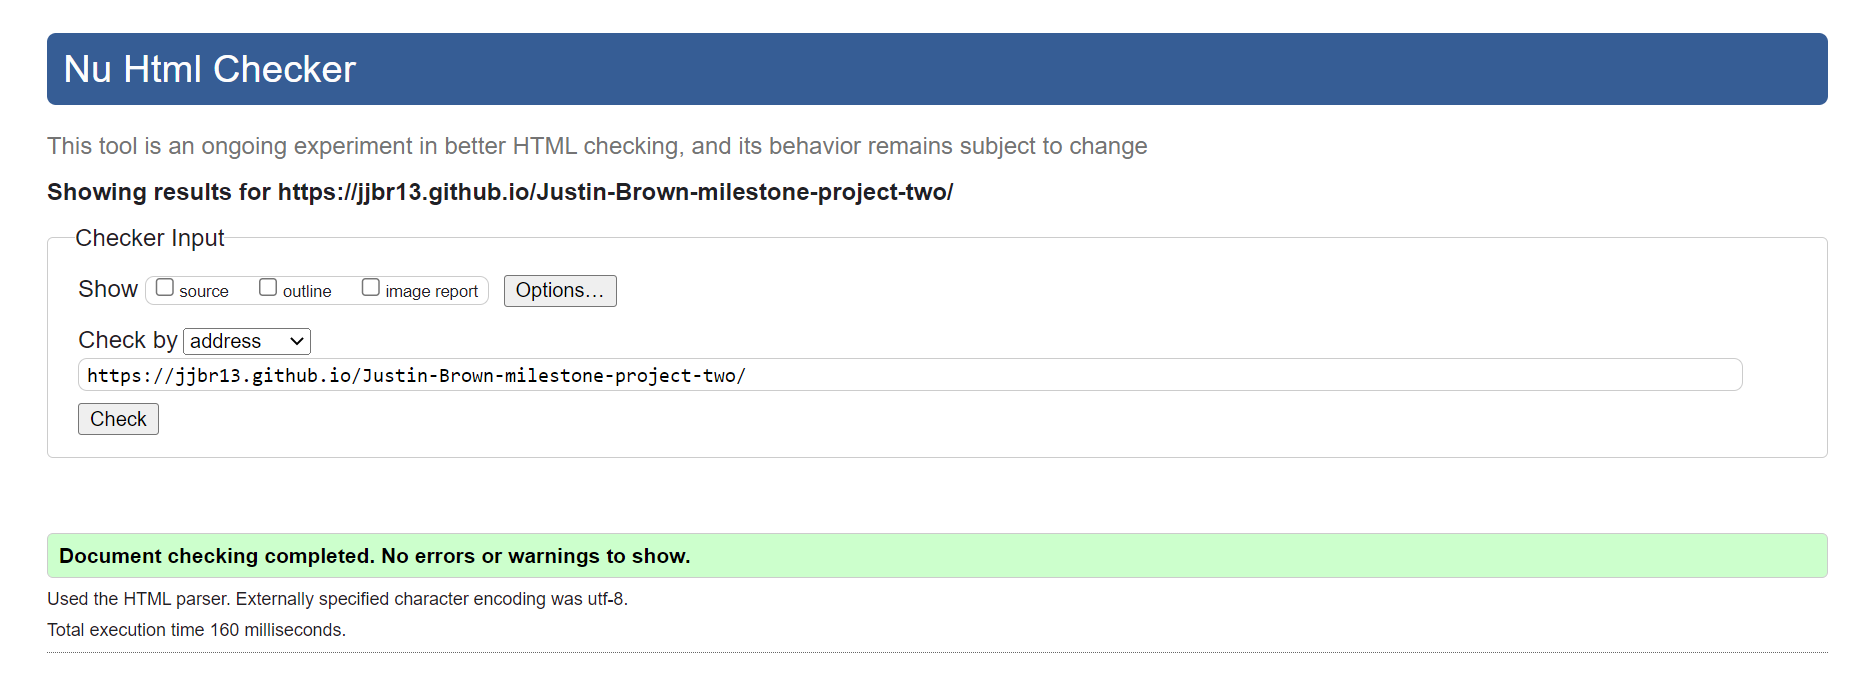 Nu Html Checker
This tool is an ongoing experiment in better HTML checking, and its behavior remains subject to change
Showing results for https://jjbr13.github.io/Justin-Brown-milestone-project-two/
Checker Input
Show source outline image report Options...
Check by address
https://jjbr13.github.io/Justin-Brown-milestone-project-two/
Check
Document checking completed. No errors or warnings to show.
Used the HTML parser. Externally specified character encoding was utf-8.
Total execution time 160 milliseconds.